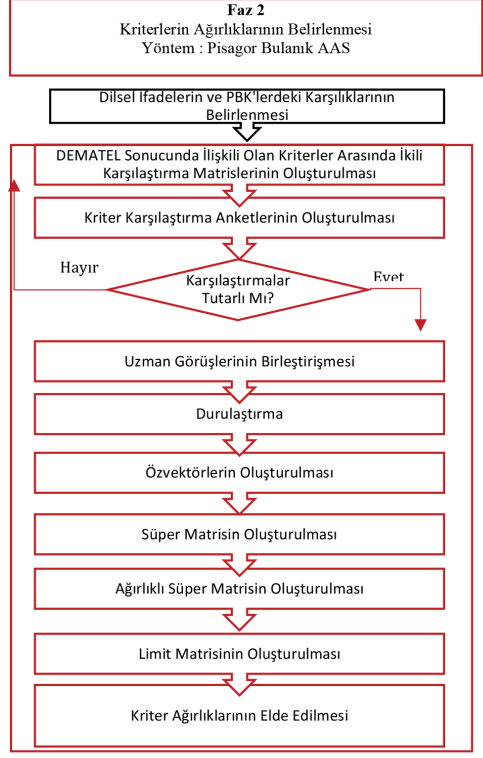 Faz 2
Kriterlerin Ağırlıklarının Belirlenmesi
Yöntem : Pisagor Bulanık AAS
Dilsel İfadelerin ve PBK'lerdeki Karşılıklarının
Belirlenmesi
DEMATEL Sonucunda İlişkili Olan Kriterler Arasında İkili
Karşılaştırma Matrislerinin Oluşturulması
Kriter Karşılaştırma Anketlerinin Oluşturulması
Hayır
Karşılaştırmalar
Tutarlı Mı?
Evet
Uzman Görüşlerinin Birleştirişmesi
Durulaştırma
Özvektörlerin Oluşturulması
Süper Matrisin Oluşturulması
Ağırlıklı Süper Matrisin Oluşturulması
Limit Matrisinin Oluşturulması
Kriter Ağırlıklarının Elde Edilmesi